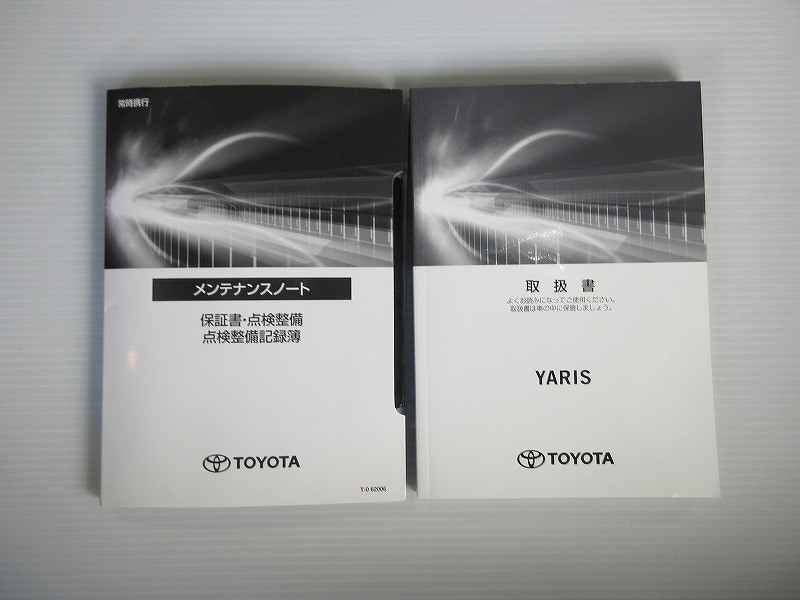 常時携行
メンテナンスノート
保証書・点検整備
点検整備記録簿
TOYOTA
T-0 62006
取扱書
よくお読みになってご使用ください。
取扱書は車の中に保管しましょう。
YARIS
TOYOTA